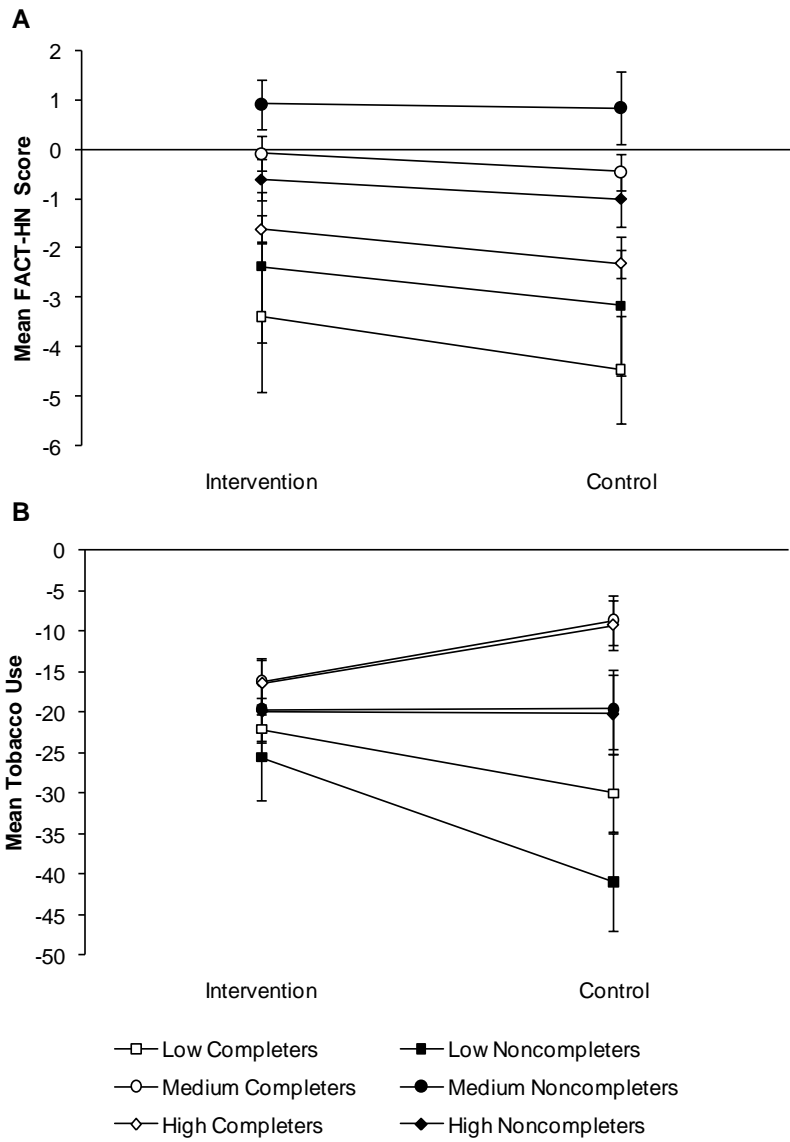 A
2
1
0
-1
-2
-3
-4
-5
-6
Mean FACT-HN Score
Intervention Control
B
0
-5
-10
-15
-20
-25
-30
-35
-40
-45
-50
Mean Tobacco Use
Intervention Control
Low Completers Low Noncompleters
Medium Completers Medium Noncompleters
High Completers High Noncompleters